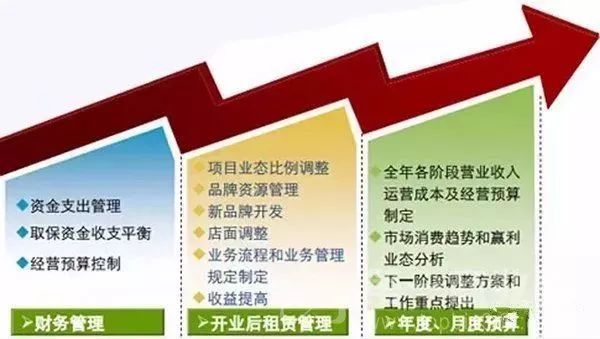 资金支出管理
取保资金收支平衡
经营预算控制
财务管理
项目业态比例调整
品牌资源管理
新品牌开发
店面调整
业务流程和业务管理
规定制定
收益提高
开业后租赁管理
全年各阶段营业收入
运营成本及经营预算
制定
市场消费趋势和赢利
业态分析
下一阶段调整方案和
工作重点提出
年度、月度预算